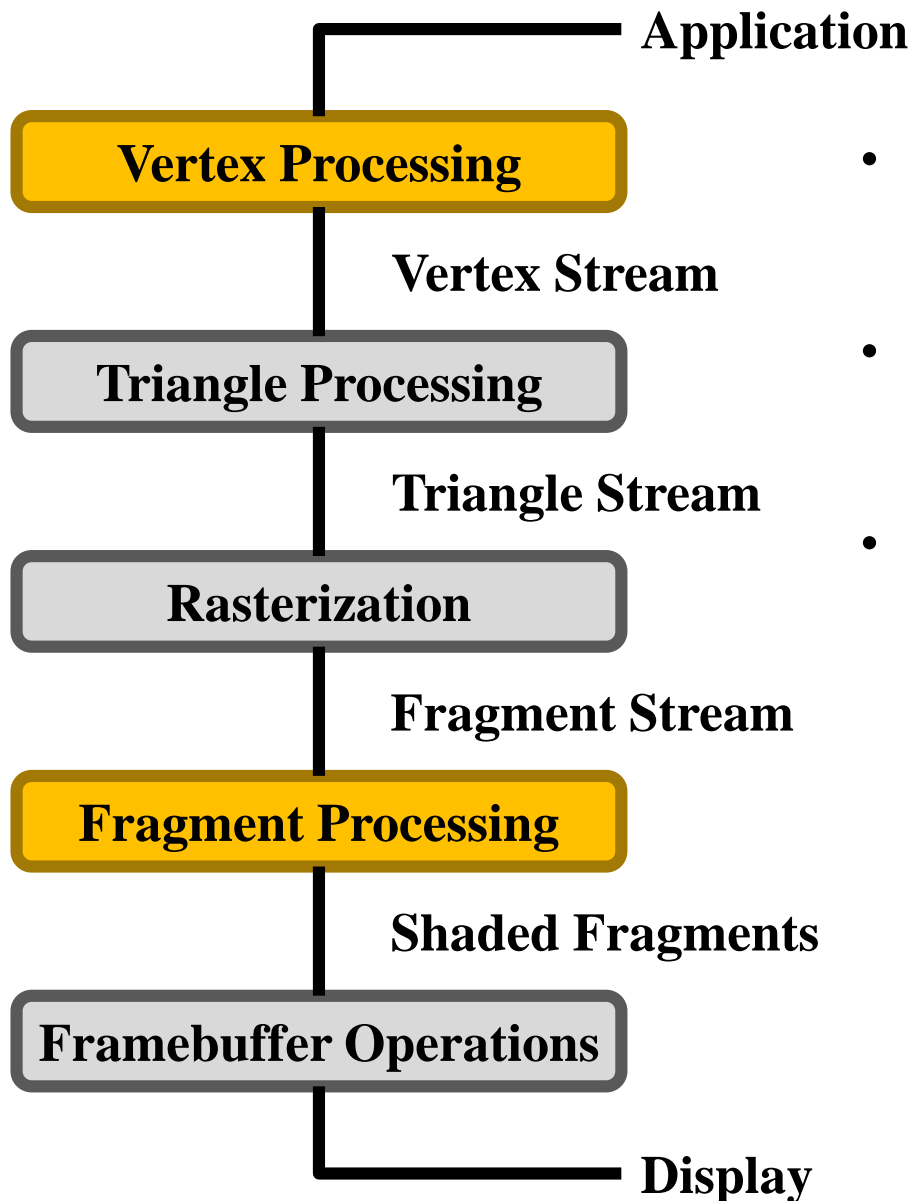 Application
Vertex Processing
•
Vertex Stream
•
Triangle Processing
Triangle Stream
•
Rasterization
Fragment Stream
Fragment Processing
Shaded Fragments
Framebuffer Operations
Display